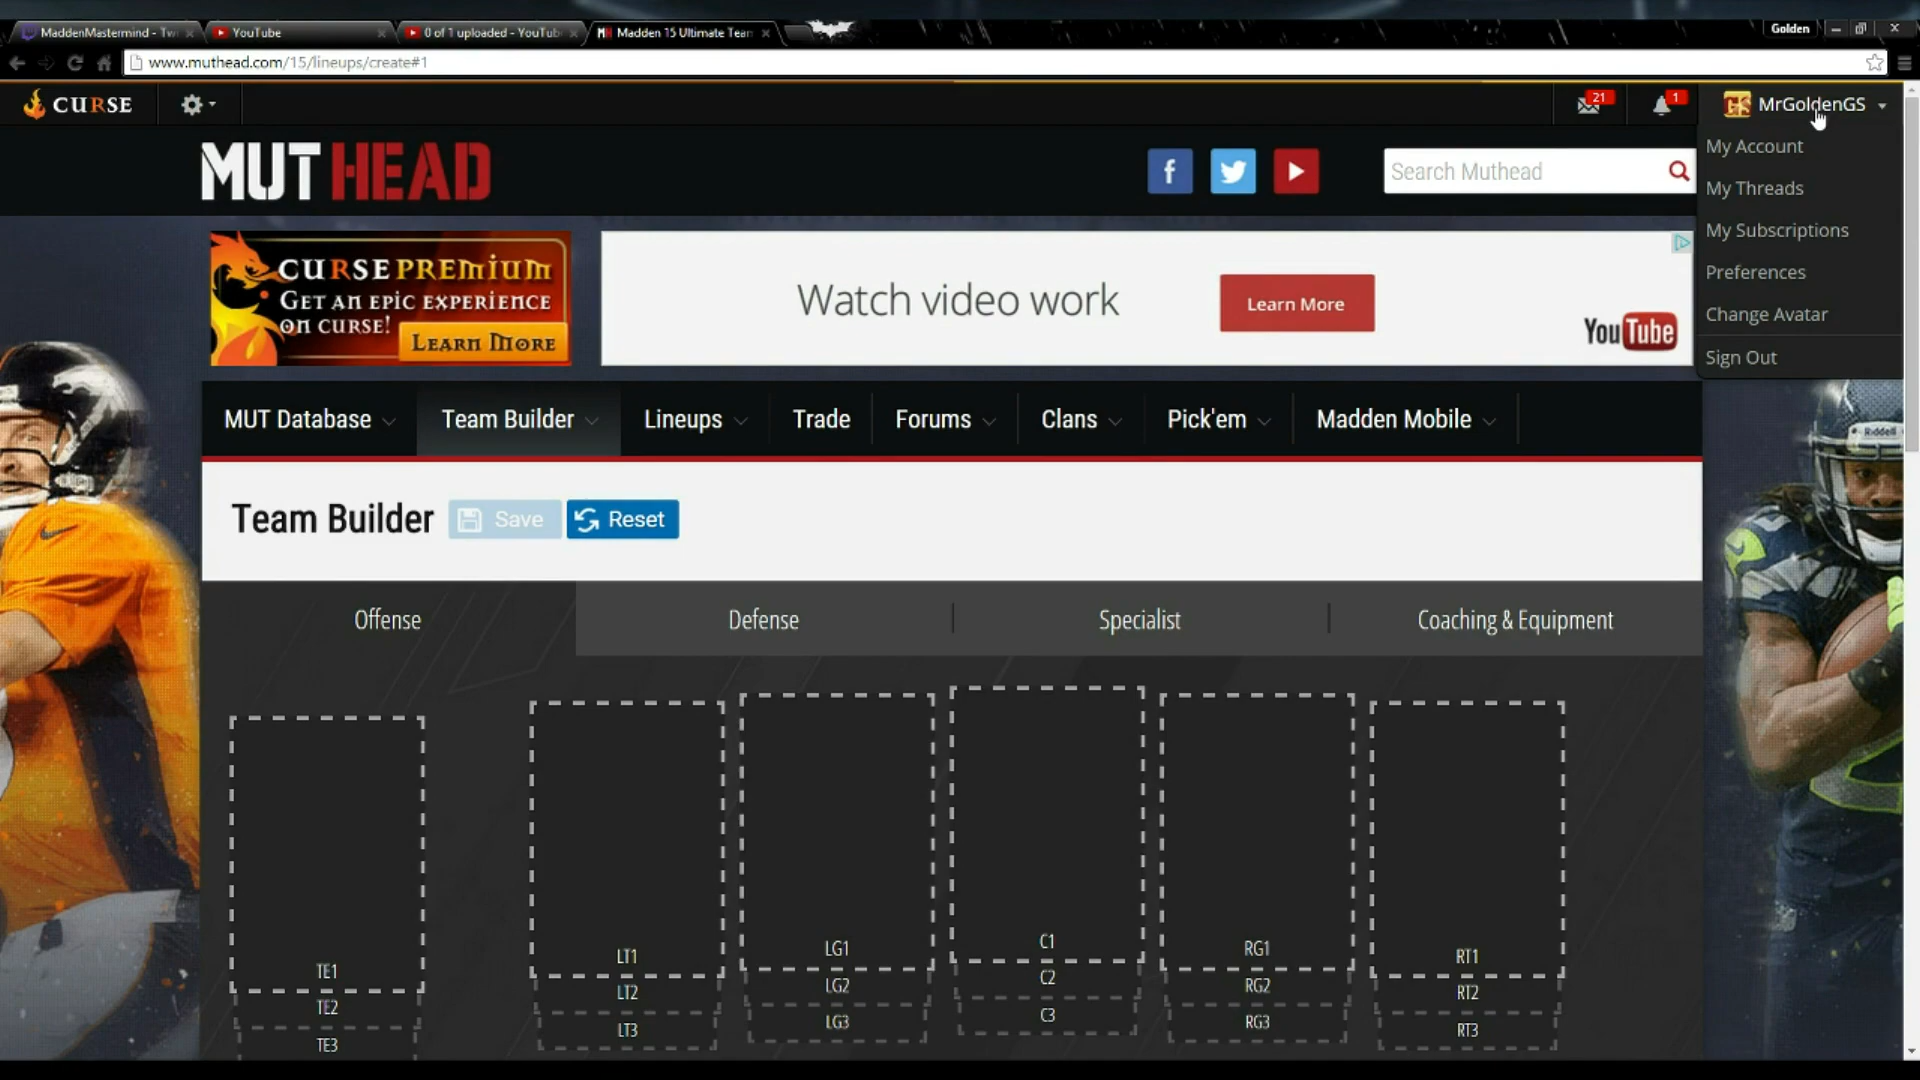 MaddenMastermind - Tw
YouTube
0 of 1 uploaded - YouTub
Madden 15 Ultimate Team
Golden
www.muthead.com/15/lineups/create#1
CURSE
21
1
GS
MrGoldenGS
MUTHEAD
f
Search Muthead
My Account
My Threads
My Subscriptions
Preferences
Change Avatar
Sign Out
CURSE PREMIUM
GET AN EPIC EXPERIENCE
ON CURSE!
LEARN MORE
Watch video work
Learn More
YouTube
MUT Database
Team Builder
Lineups
Trade
Forums
Clans
Pick'em
Madden Mobile
Riddell
Team Builder
Save
Reset
Offense
Defense
Specialist
Coaching & Equipment
TE1
LT1
LG1
C1
RG1
RT1
TE2
LT2
LG2
C2
RG2
RT2
TE3
LT3
LG3
C3
RG3
RT3